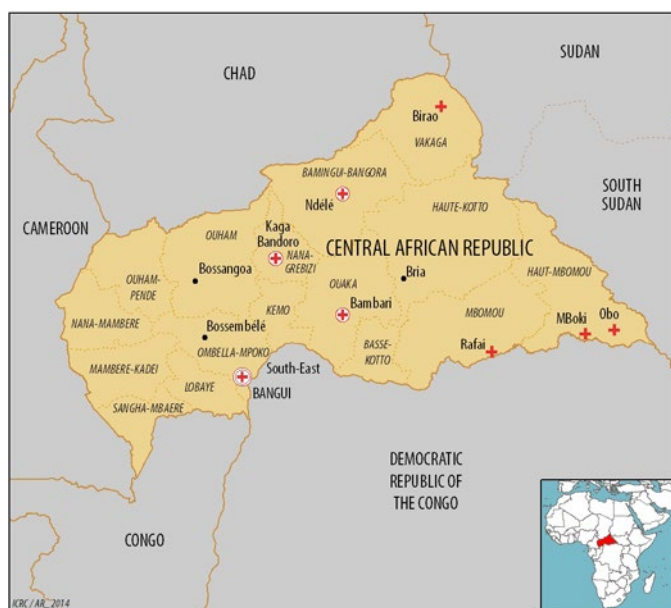 SUDAN
CHAD
Birao
VAKAGA
BAMINGUI-BANGORA
Ndélé
SOUTH
SUDAN
HAUTE-KOTTO
CAMEROON
Kaga
Bandoro
OUHAM
NANA-
GREBIZI
CENTRAL AFRICAN REPUBLIC
OUHAM-
PENDE
Bossangoa
OUAKA
Bria
HAUT-MBOMOU
Bambari
KEMO
MBOMOU
MBoki
Obo
NANA-MAMBERE
Bossembélé
OMBELLA-MPOKO
BASSE-
KOTTO
Rafai
MAMBERE-KADEI
South-East
LOBAYE
BANGUI
SANGHA-MBAERE
DEMOCRATIC
REPUBLIC OF
THE CONGO
CONGO
ICRC / AR_2014